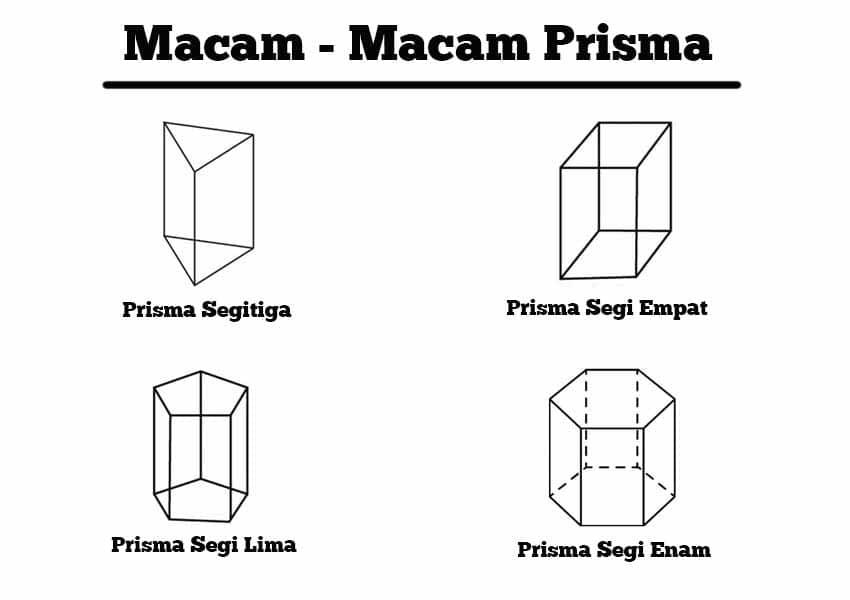 Macam - Macam Prisma
Prisma Segitiga
Prisma Segi Empat
Prisma Segi Lima
Prisma Segi Enam